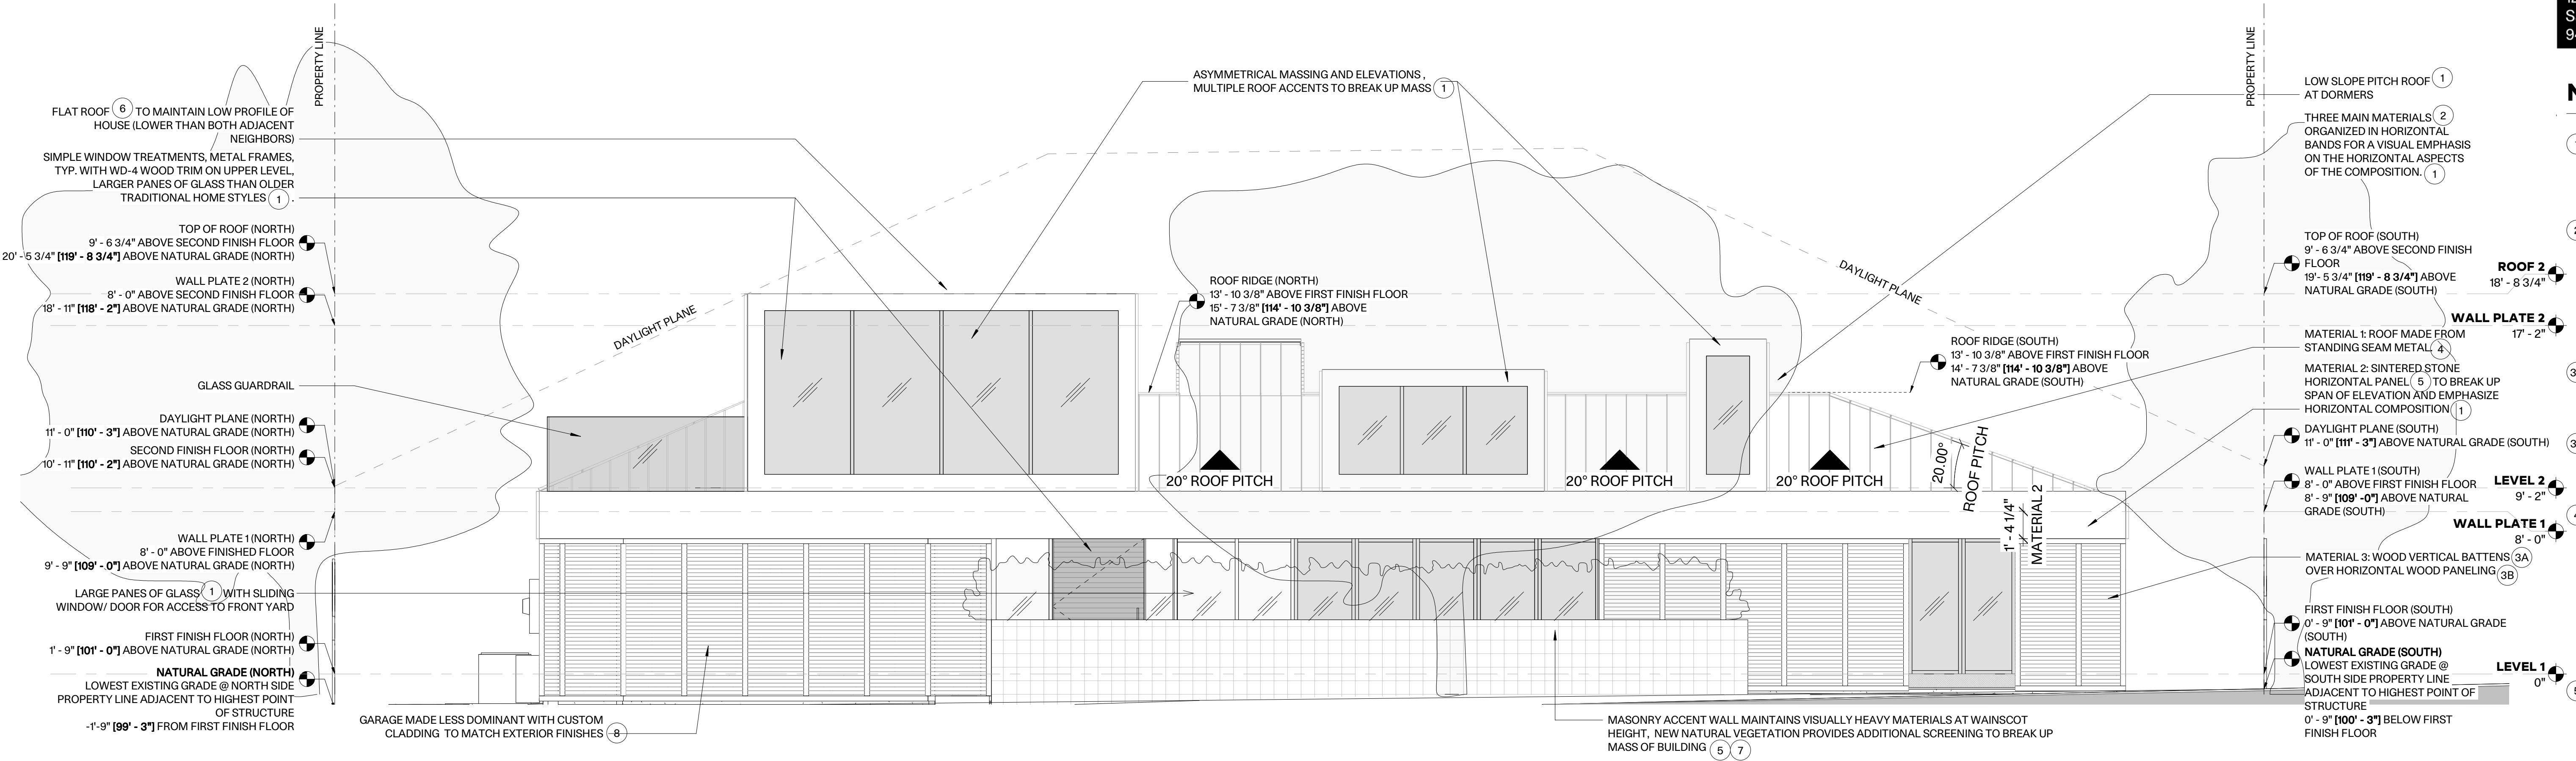 PROPERTY LINE
FLAT ROOF 6 TO MAINTAIN LOW PROFILE OF
HOUSE (LOWER THAN BOTH ADJACENT
NEIGHBORS)
SIMPLE WINDOW TREATMENTS, METAL FRAMES,
TYP. WITH WD-4 WOOD TRIM ON UPPER LEVEL,
LARGER PANES OF GLASS THAN OLDER
TRADITIONAL HOME STYLES 1 .
TOP OF ROOF (NORTH)
9' - 6 3/4" ABOVE SECOND FINISH FLOOR
20' - 5 3/4" [119' - 8 3/4"] ABOVE NATURAL GRADE (NORTH)
WALL PLATE 2 (NORTH)
8' - 0" ABOVE SECOND FINISH FLOOR
18' - 11" [118' - 2"] ABOVE NATURAL GRADE (NORTH)
GLASS GUARDRAIL
DAYLIGHT PLANE (NORTH)
11' - 0" [110' - 3"] ABOVE NATURAL GRADE (NORTH)
SECOND FINISH FLOOR (NORTH)
10' - 11" [110' - 2"] ABOVE NATURAL GRADE (NORTH)
WALL PLATE 1 (NORTH)
8' - 0" ABOVE FINISHED FLOOR
9' - 9" [109' - 0"] ABOVE NATURAL GRADE (NORTH)
LARGE PANES OF GLASS 1 WITH SLIDING
WINDOW/ DOOR FOR ACCESS TO FRONT YARD
FIRST FINISH FLOOR (NORTH)
1' - 9" [101' - 0"] ABOVE NATURAL GRADE (NORTH)
NATURAL GRADE (NORTH)
LOWEST EXISTING GRADE @ NORTH SIDE
PROPERTY LINE ADJACENT TO HIGHEST POINT
OF STRUCTURE
-1'-9" [99' - 3"] FROM FIRST FINISH FLOOR
GARAGE MADE LESS DOMINANT WITH CUSTOM
CLADDING TO MATCH EXTERIOR FINISHES 8
DAYLIGHT PLANE
ASYMMETRICAL MASSING AND ELEVATIONS ,
MULTIPLE ROOF ACCENTS TO BREAK UP MASS 1
ROOF RIDGE (NORTH)
13' - 10 3/8" ABOVE FIRST FINISH FLOOR
15' - 7 3/8" [114' - 10 3/8"] ABOVE
NATURAL GRADE (NORTH)
20° ROOF PITCH
20° ROOF PITCH
20° ROOF PITCH
DAYLIGHT PLANE
ROOF RIDGE (SOUTH)
13' - 10 3/8" ABOVE FIRST FINISH FLOOR
14' - 7 3/8" [114' - 10 3/8"] ABOVE
NATURAL GRADE (SOUTH)
20.00°
ROOF PITCH
1' - 4 1/4"
MATERIAL 2
MASONRY ACCENT WALL MAINTAINS VISUALLY HEAVY MATERIALS AT WAINSCOT
HEIGHT, NEW NATURAL VEGETATION PROVIDES ADDITIONAL SCREENING TO BREAK UP
MASS OF BUILDING 5 7
PROPERTY LINE
LOW SLOPE PITCH ROOF 1
AT DORMERS
THREE MAIN MATERIALS 2
ORGANIZED IN HORIZONTAL
BANDS FOR A VISUAL EMPHASIS
ON THE HORIZONTAL ASPECTS
OF THE COMPOSITION. 1
TOP OF ROOF (SOUTH)
9' - 6 3/4" ABOVE SECOND FINISH
FLOOR
19'- 5 3/4" [119' - 8 3/4"] ABOVE
NATURAL GRADE (SOUTH)
MATERIAL 1: ROOF MADE FROM
STANDING SEAM METAL 4
MATERIAL 2: SINTERED STONE
HORIZONTAL PANEL 5 TO BREAK UP
SPAN OF ELEVATION AND EMPHASIZE
HORIZONTAL COMPOSITION 1
DAYLIGHT PLANE (SOUTH)
11' - 0" [111' - 3"] ABOVE NATURAL GRADE (SOUTH)
WALL PLATE 1 (SOUTH)
8' - 0" ABOVE FIRST FINISH FLOOR
8' - 9" [109' -0"] ABOVE NATURAL
GRADE (SOUTH)
MATERIAL 3: WOOD VERTICAL BATTENS 3A
OVER HORIZONTAL WOOD PANELING 3B
FIRST FINISH FLOOR (SOUTH)
0' - 9" [101' - 0"] ABOVE NATURAL GRADE
(SOUTH)
NATURAL GRADE (SOUTH)
LOWEST EXISTING GRADE @
SOUTH SIDE PROPERTY LINE
ADJACENT TO HIGHEST POINT OF
STRUCTURE
0' - 9" [100' - 3"] BELOW FIRST
FINISH FLOOR
ROOF 2
18' - 8 3/4"
WALL PLATE 2
17' - 2"
LEVEL 2
9' - 2"
WALL PLATE 1
8' - 0"
LEVEL 1
0"